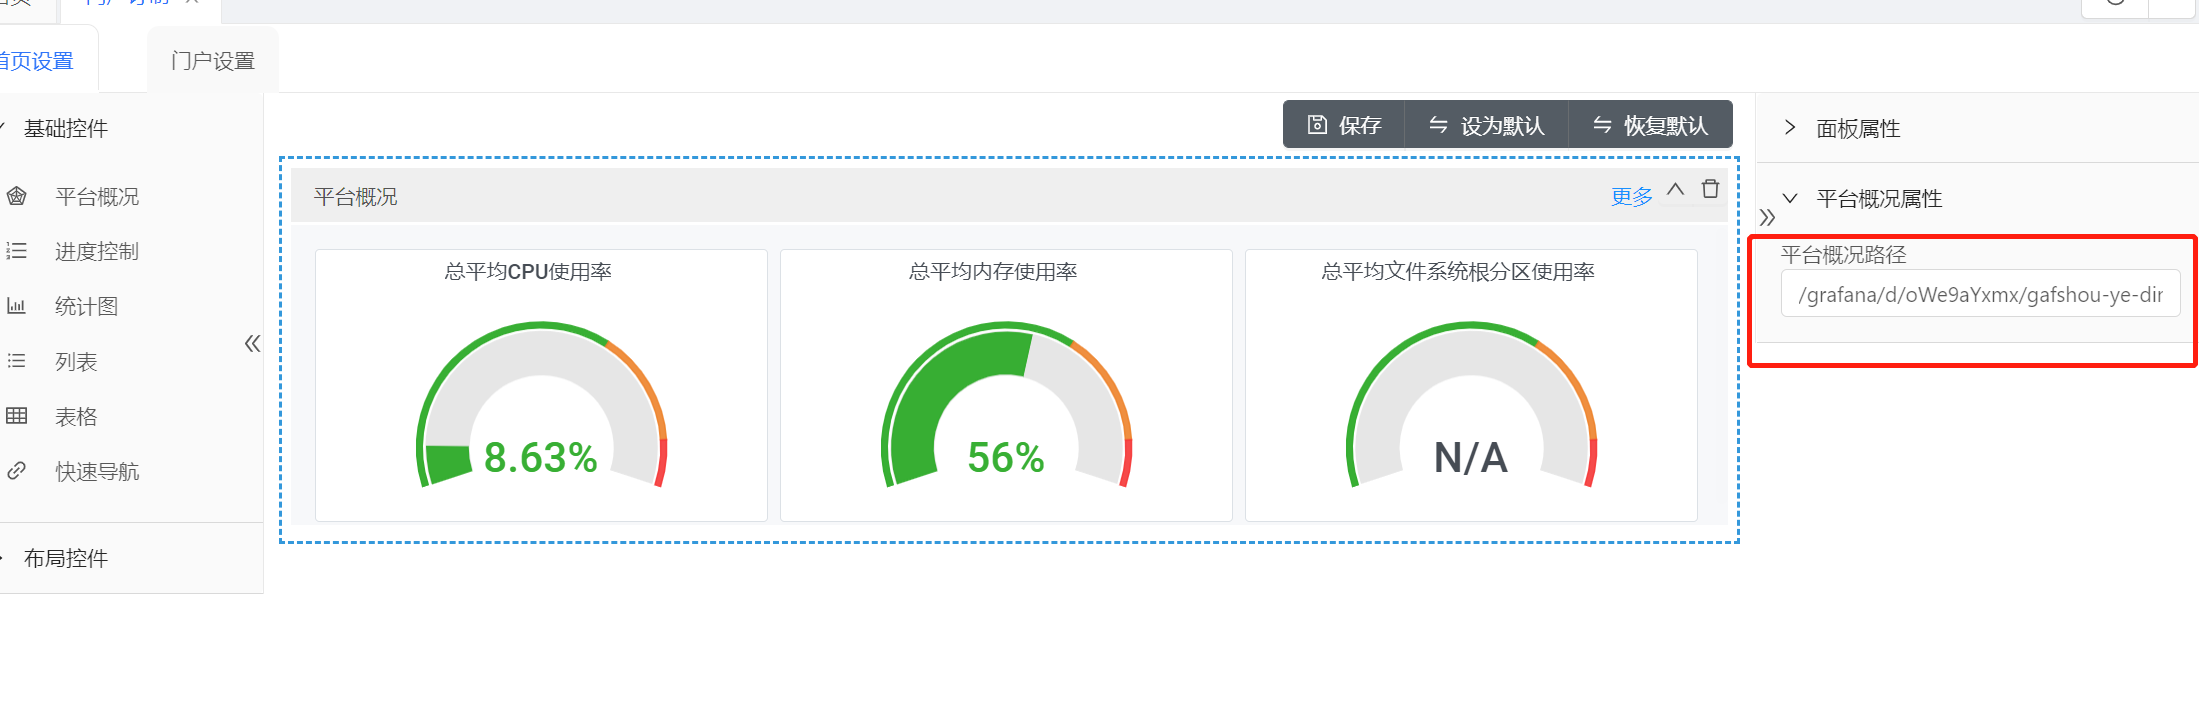 首页设置
门户设置
基础控件
平台概况
进度控制
统计图
列表
表格
快速导航
布局控件
保存
设为默认
恢复默认
平台概况
更多
总平均CPU使用率
8.63%
总平均内存使用率
56%
总平均文件系统根分区使用率
N/A
面板属性
平台概况属性
平台概况路径
/grafana/d/oWe9aYxmx/gafshou-ye-dir